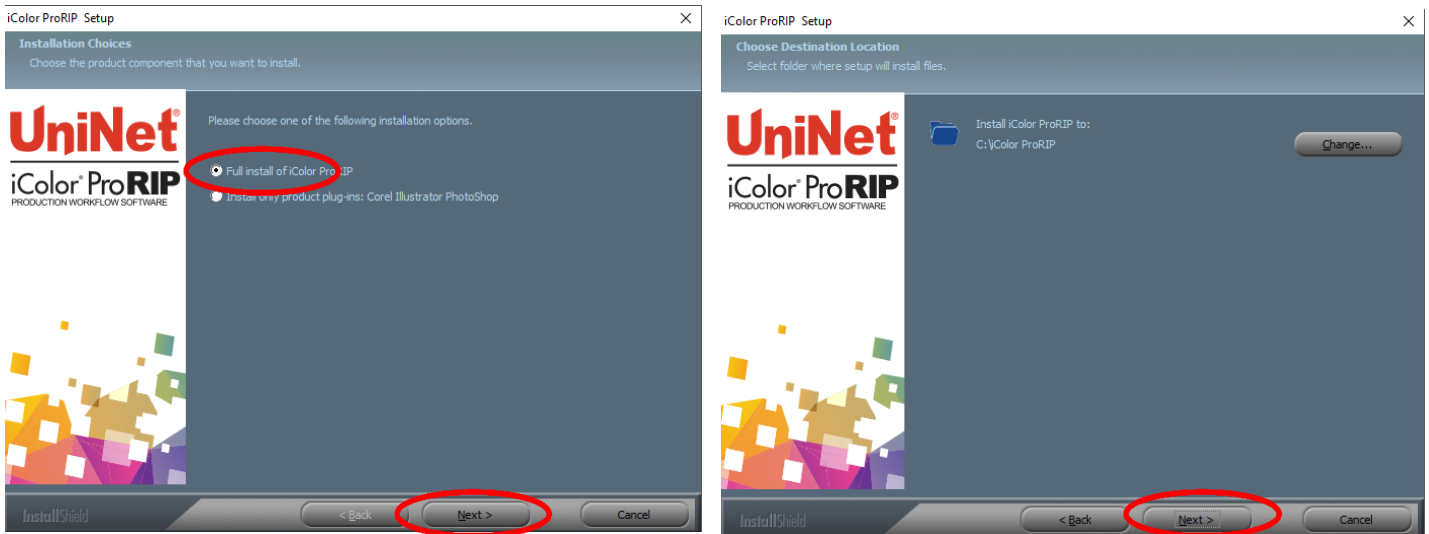 iColor ProRIP Setup
Installation Choices
Choose the product component that you want to install.
UniNet®
iColor® ProRIP
PRODUCTION WORKFLOW SOFTWARE
Please choose one of the following installation options.
Full install of iColor ProRIP
Install only product plug-ins: Corel Illustrator PhotoShop
InstallShield
< Back
Next >
Cancel
iColor ProRIP Setup
Choose Destination Location
Select folder where setup will install files.
UniNet®
iColor® ProRIP
PRODUCTION WORKFLOW SOFTWARE
Install iColor ProRIP to:
C:\iColor ProRIP
Change...
InstallShield
< Back
Next >
Cancel